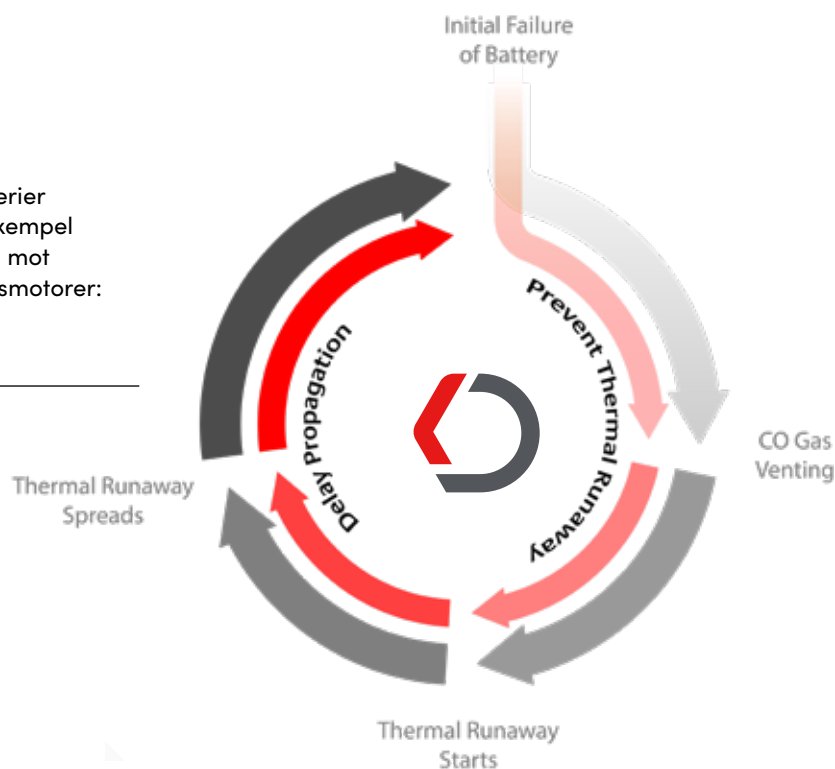 Initial Failure
of Battery
erier
xempel
mot
smotorer:
Prevent Thermal Runaway
Delay Propagation
CO Gas
Venting
Thermal Runaway
Spreads
Thermal Runaway
Starts